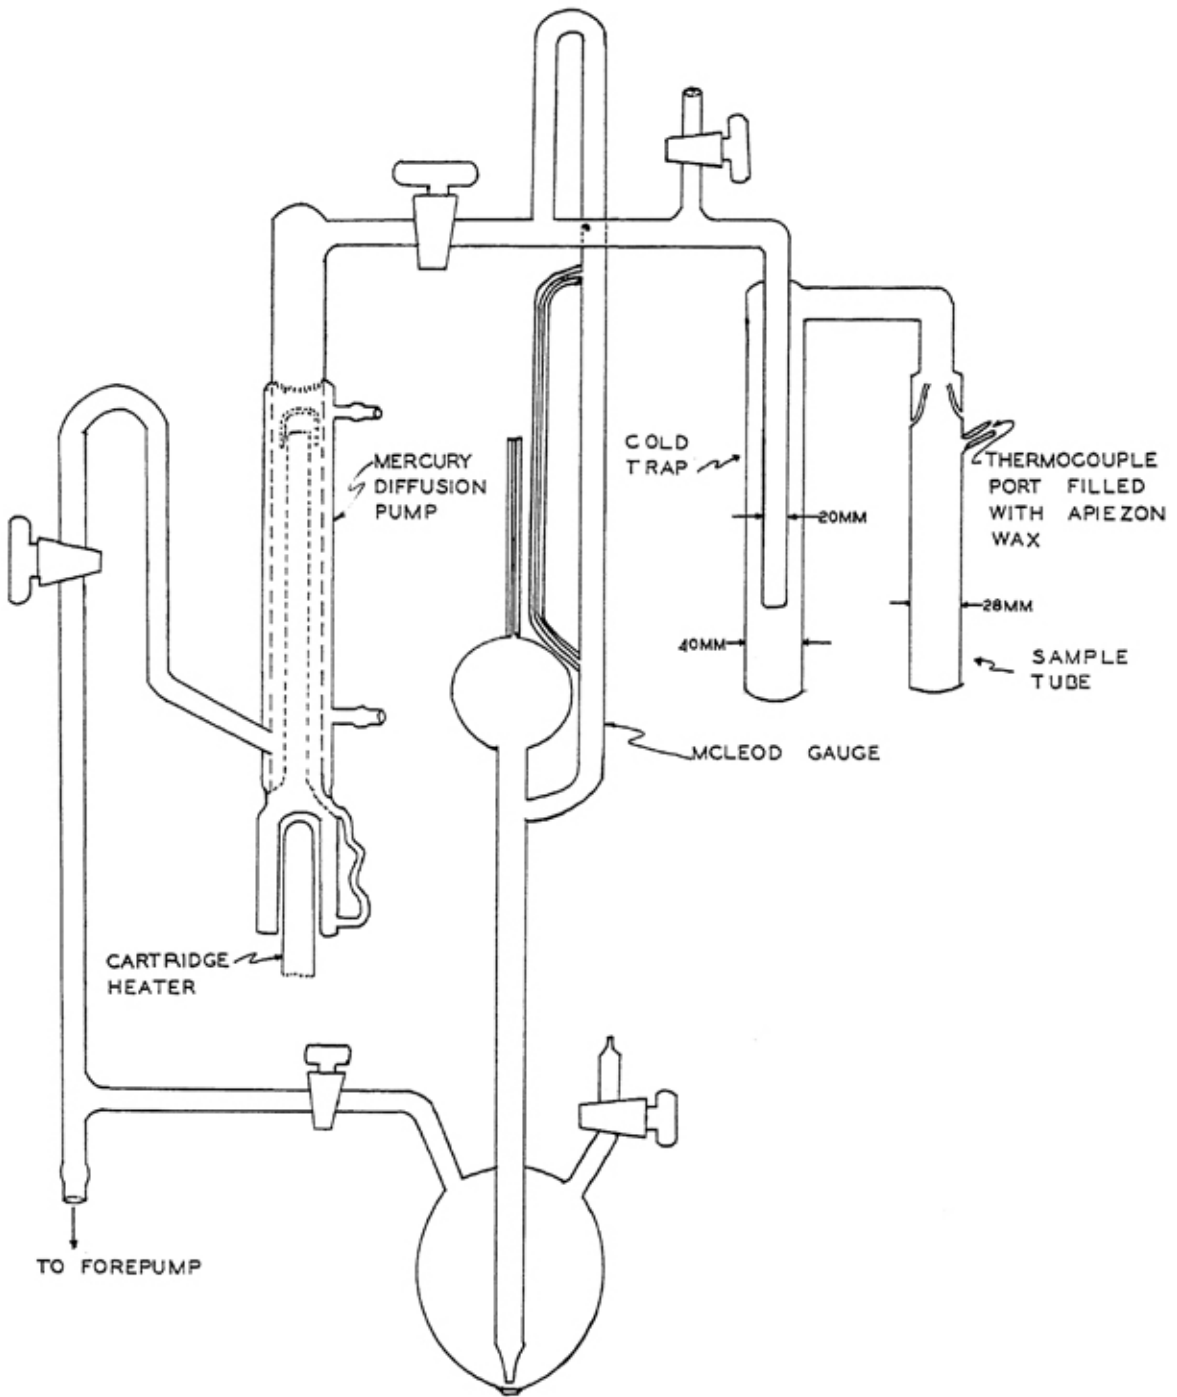 COLD
TRAP
MERCURY
DIFFUSION
PUMP
THERMOCOUPLE
PORT FILLED
WITH APIEZON
WAX
20MM
28MM
40MM
SAMPLE
TUBE
MCLEOD GAUGE
CARTRIDGE
HEATER
TO FOREPUMP